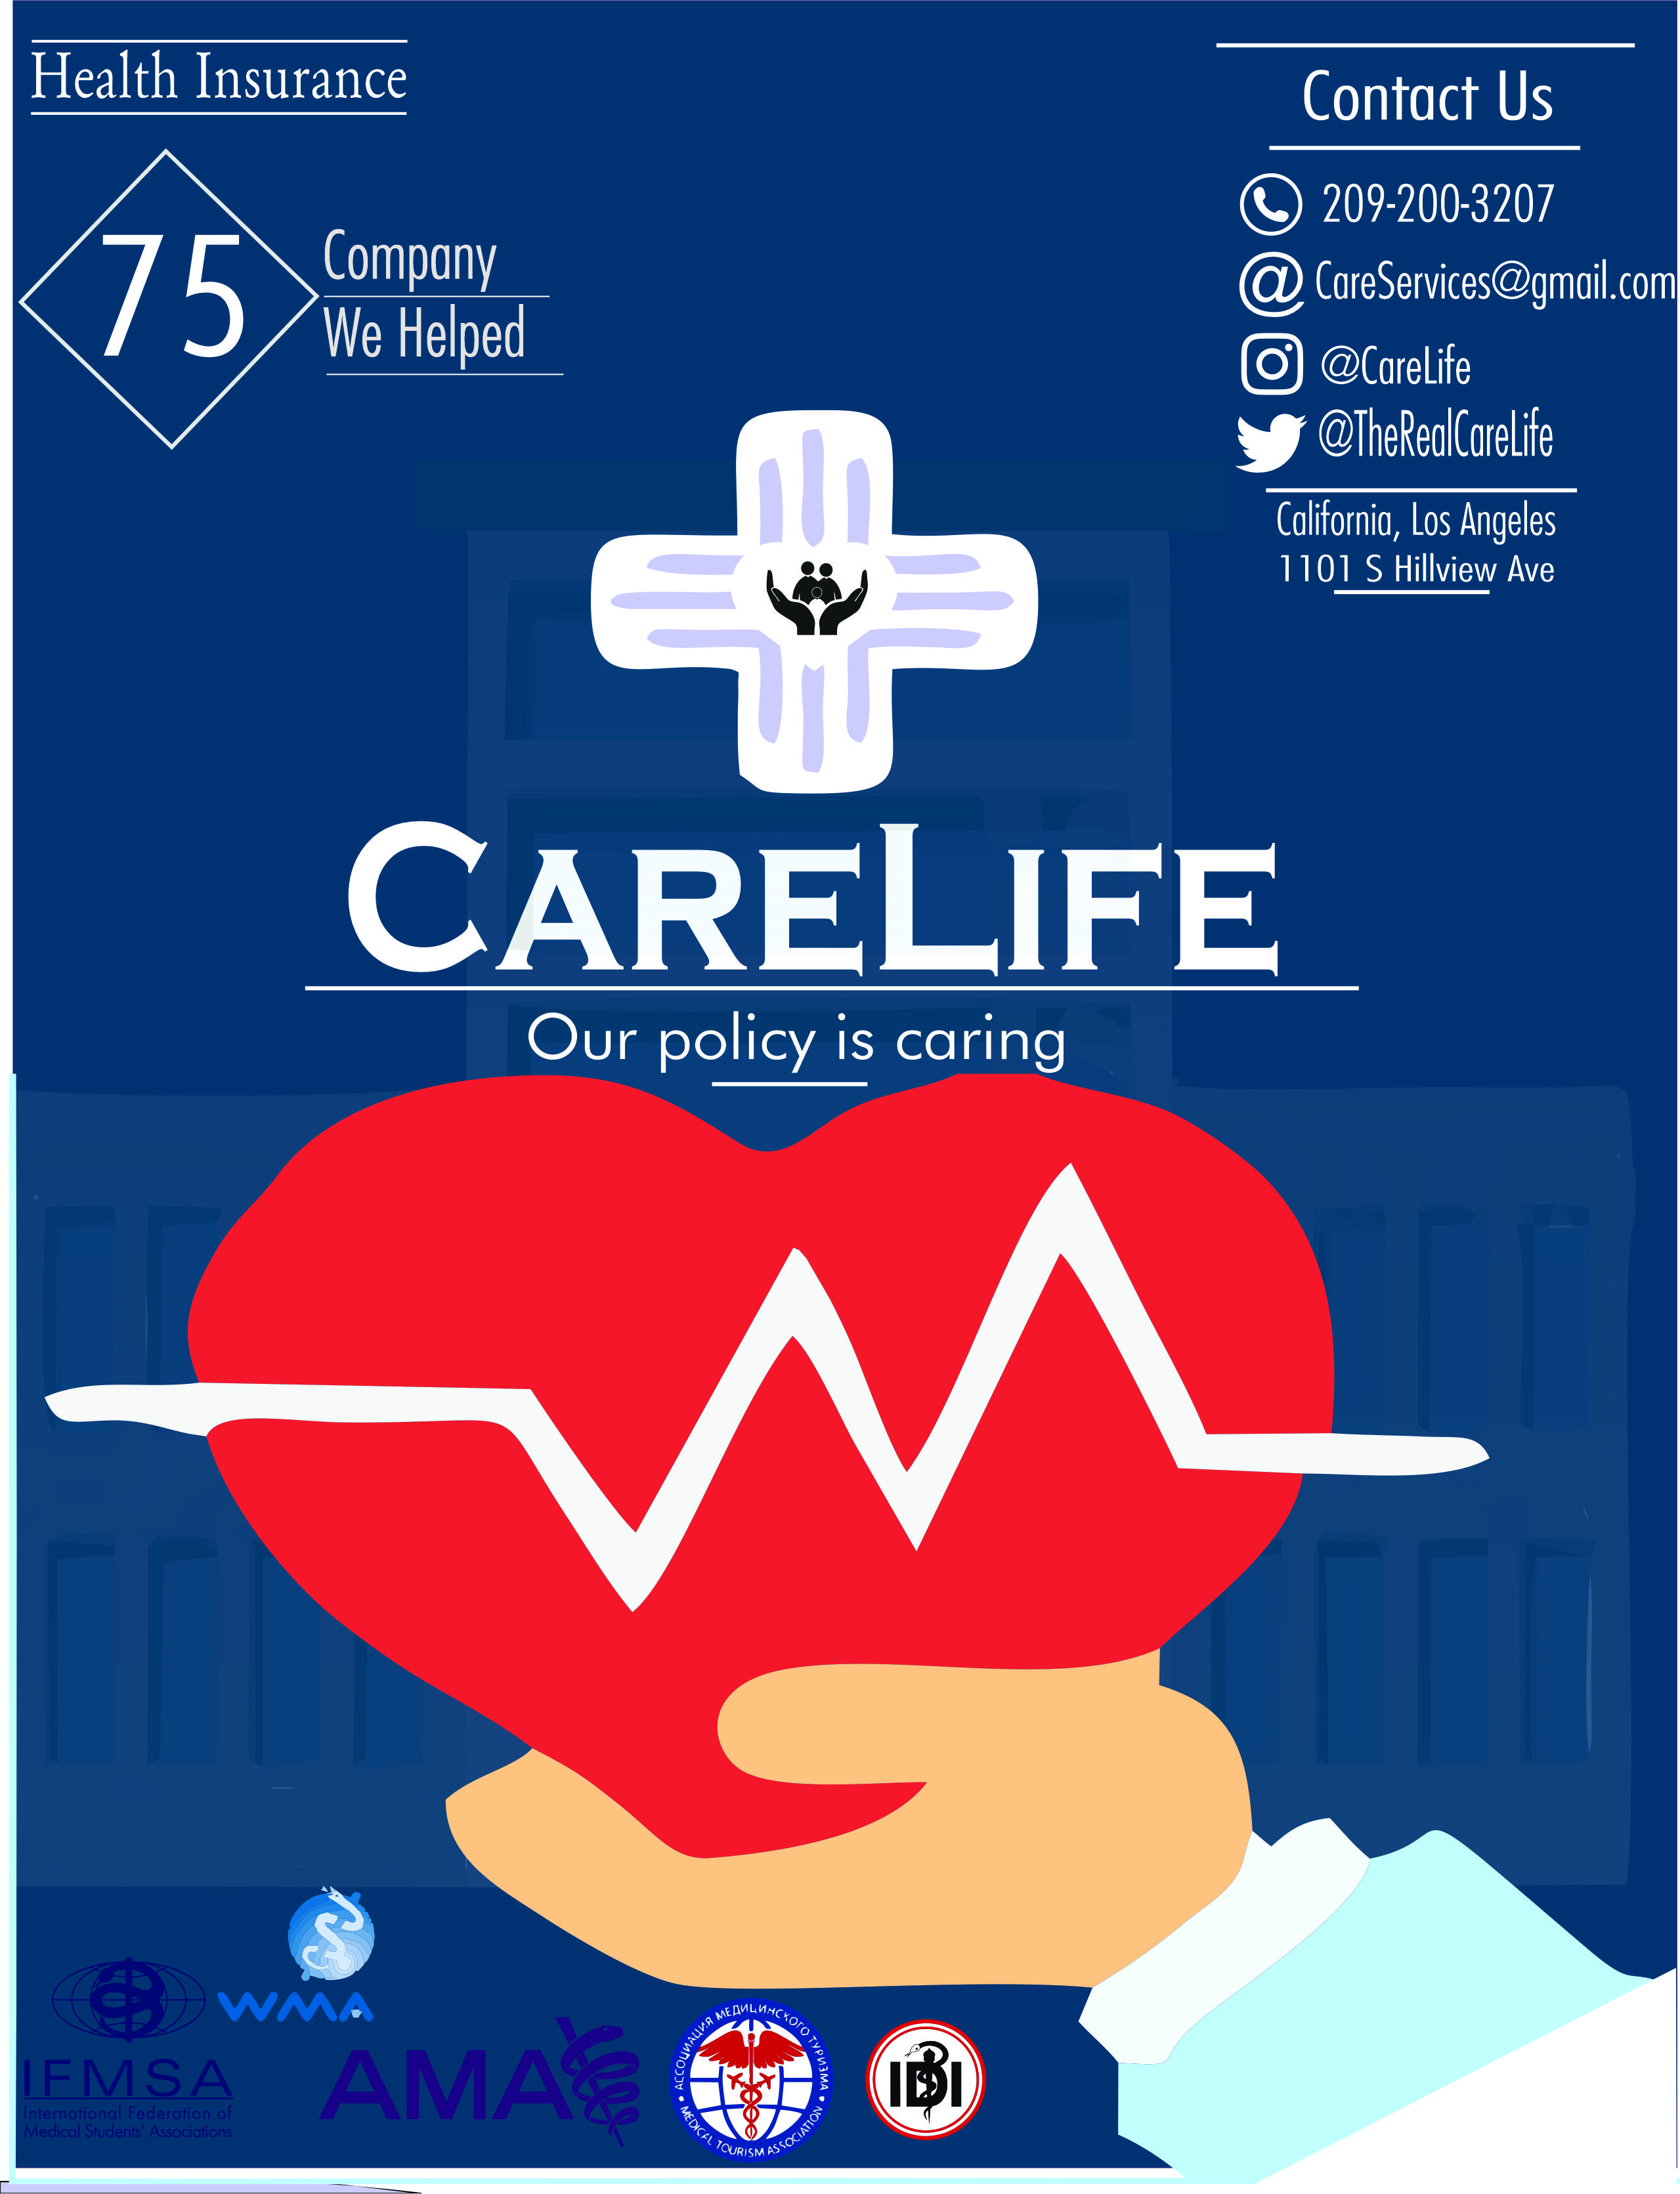 Health Insurance
75
Company
We Helped
Contact Us
209-200-3207
CareServices@gmail.com
@CareLife
@TheRealCareLife
California, Los Angeles
1101 S Hillview Ave
CARELIFE
Our policy is caring
WMA
IFMSA
International Federation of
Medical Students' Associations
AMA
АССОЦИАЦИЯ МЕДИЦИНСКОГО ТУРИЗМА
MEDICAL TOURISM ASSOCIATION
IDI